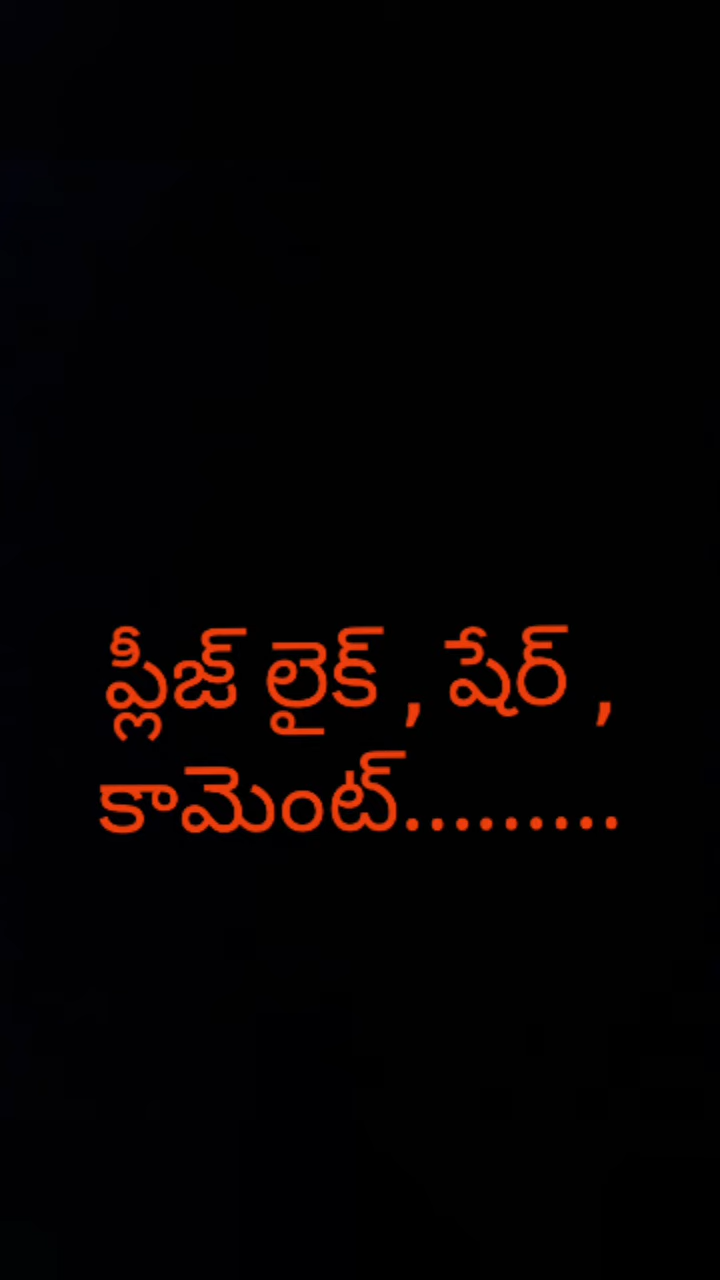 ప్లీజ్ లైక్ , షేర్ ,
కామెంట్.........